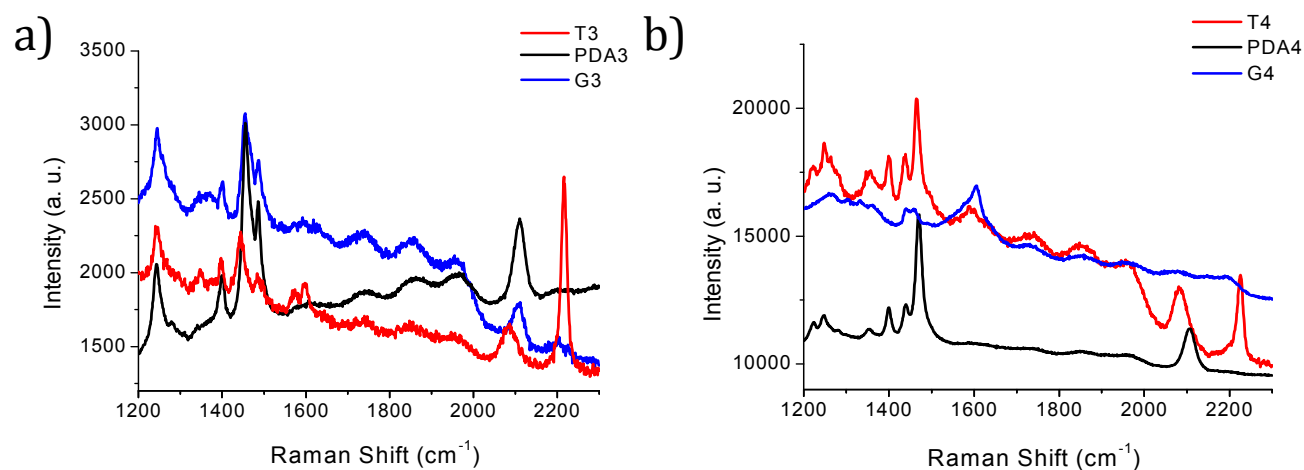 a)
T3
PDA3
G3
3500
3000
2500
2000
1500
Intensity (a. u.)
1200 1400 1600 1800 2000 2200
Raman Shift (cm⁻¹)
b)
T4
PDA4
G4
20000
15000
10000
Intensity (a. u.)
1200 1400 1600 1800 2000 2200
Raman Shift (cm⁻¹)